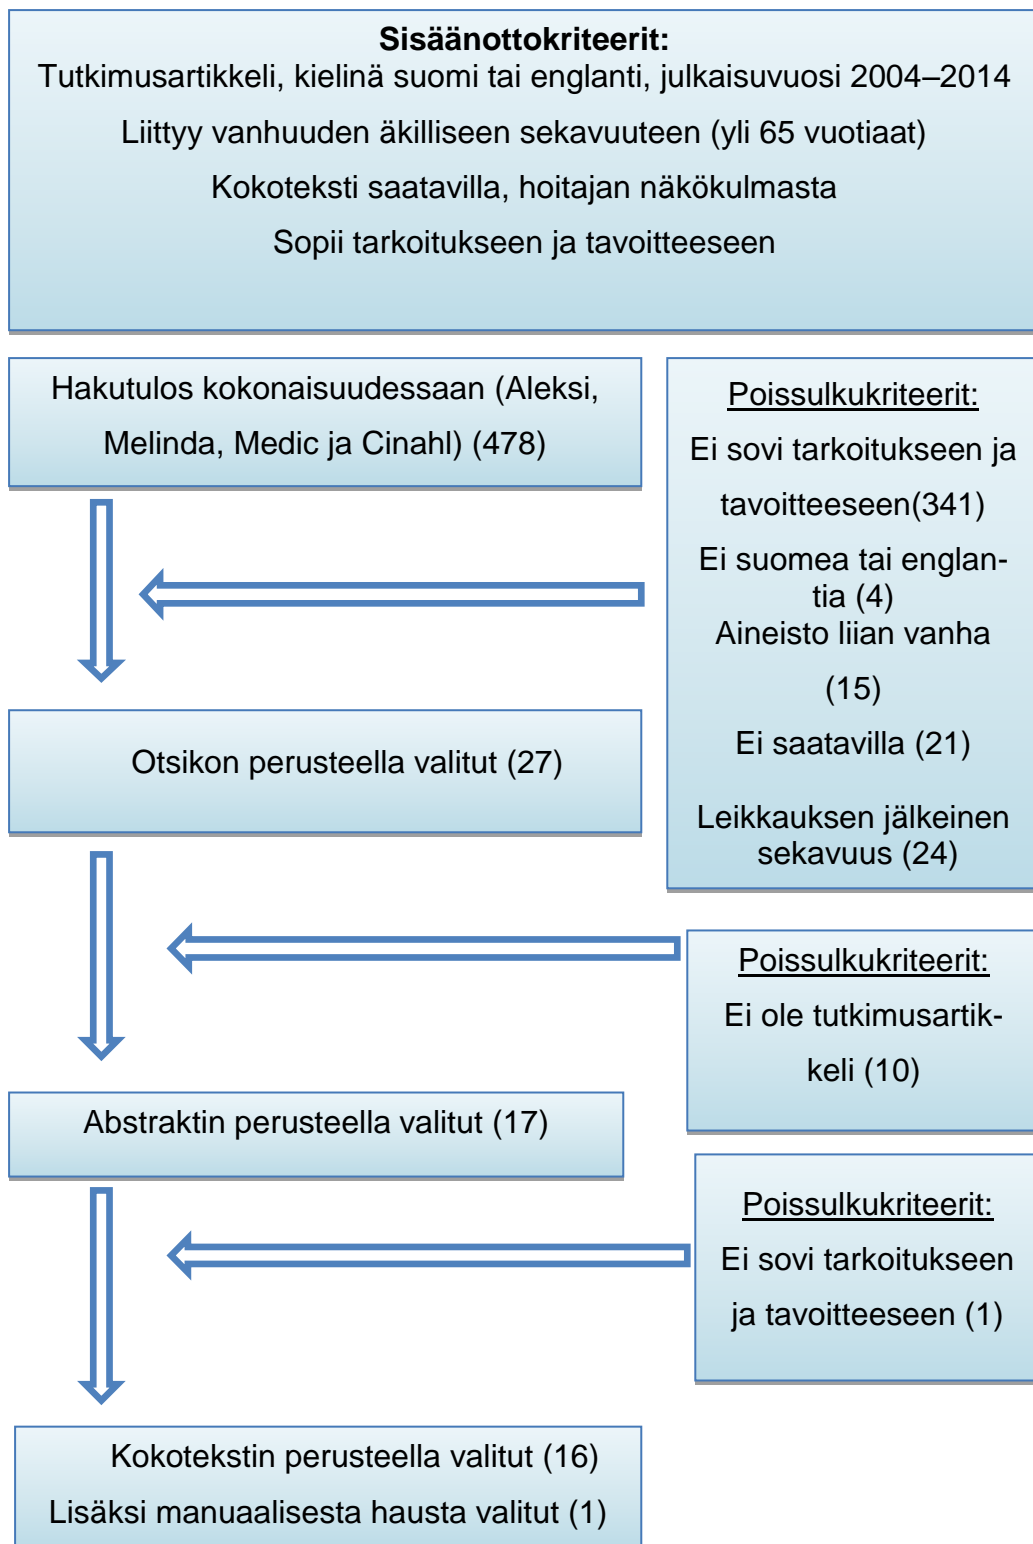 Sisäänottokriteerit:
Tutkimusartikkeli, kielinä suomi tai englanti, julkaisuvuosi 2004–2014
Liittyy vanhuuden äkilliseen sekavuuteen (yli 65 vuotiaat)
Kokoteksti saatavilla, hoitajan näkökulmasta
Sopii tarkoitukseen ja tavoitteeseen
Hakutulos kokonaisuudessaan (Aleksi,
Melinda, Medic ja Cinahl) (478)
Poissulkukriteerit:
Ei sovi tarkoitukseen ja
tavoitteeseen(341)
Ei suomea tai englan-
tia (4)
Aineisto liian vanha
(15)
Ei saatavilla (21)
Leikkauksen jälkeinen
sekavuus (24)
Otsikon perusteella valitut (27)
Poissulkukriteerit:
Ei ole tutkimusartik-
keli (10)
Abstraktin perusteella valitut (17)
Poissulkukriteerit:
Ei sovi tarkoitukseen
ja tavoitteeseen (1)
Kokotekstin perusteella valitut (16)
Lisäksi manuaalisesta hausta valitut (1)